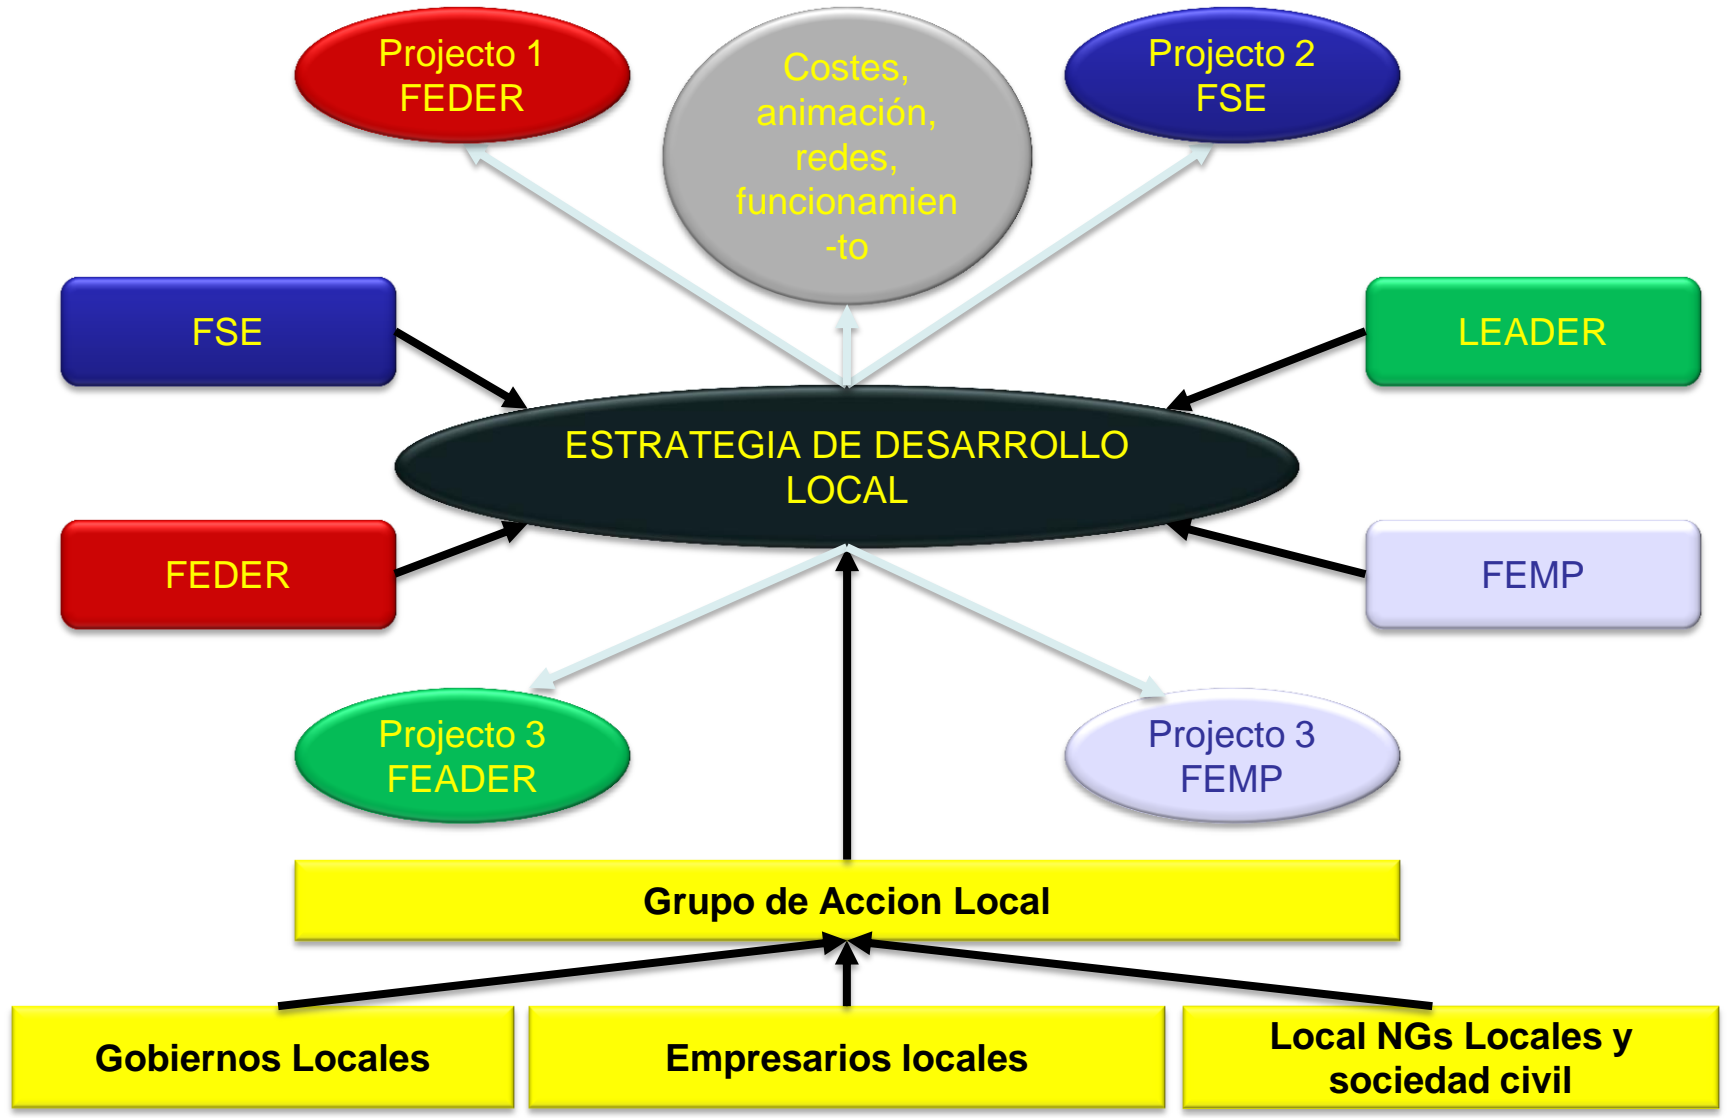 Projecto 1
FEDER
Costes,
animación,
redes,
funcionamien
-to
Projecto 2
FSE
FSE
LEADER
ESTRATEGIA DE DESARROLLO
LOCAL
FEDER
FEMP
Projecto 3
FEADER
Projecto 3
FEMP
Grupo de Accion Local
Gobiernos Locales
Empresarios locales
Local NGs Locales y
sociedad civil